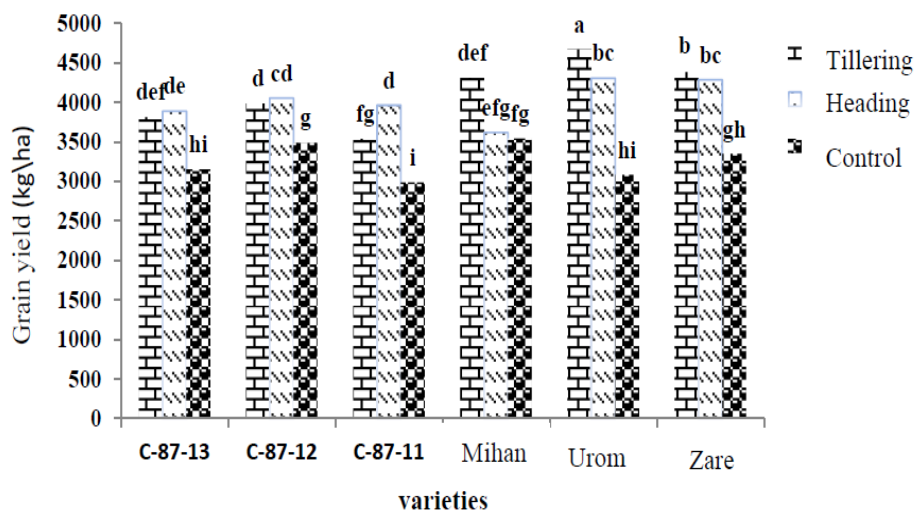 Grain yield (kg\ha)
5000
4500
4000
3500
3000
2500
2000
1500
1000
500
0
def de hi
d cd g
fg d i
def efg fg
a bc hi
b bc gh
C-87-13 C-87-12 C-87-11 Mihan Urom Zare
varieties
Tillering
Heading
Control